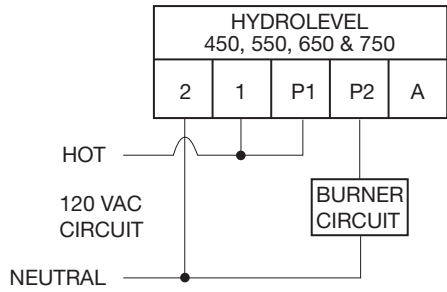 HYDROLEVEL
450, 550, 650 & 750
2 1 P1 P2 A
HOT
120 VAC
CIRCUIT
BURNER
CIRCUIT
NEUTRAL